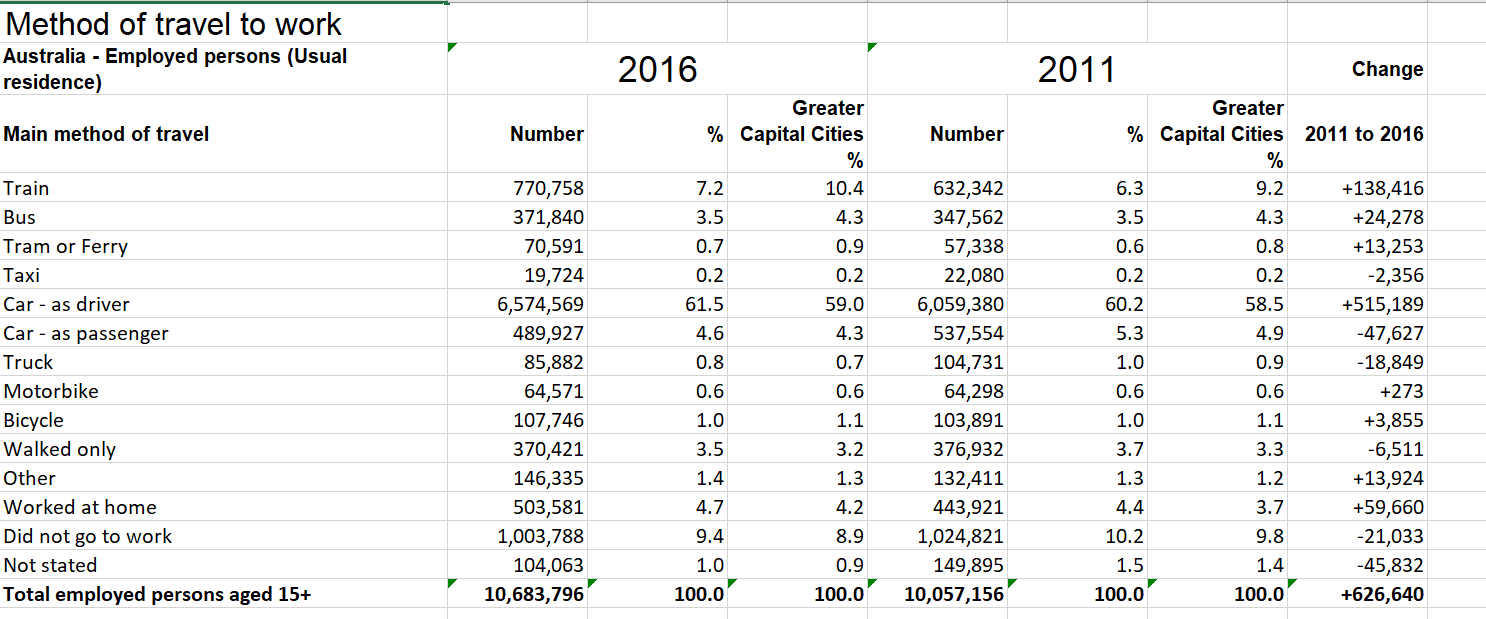 Method of travel to work
Australia - Employed persons (Usual
residence)
2016
2011
Change
Main method of travel
Number
%
Greater
Capital Cities
%
Number
%
Greater
Capital Cities
%
2011 to 2016
Train 770,758 7.2 10.4 632,342 6.3 9.2 +138,416
Bus 371,840 3.5 4.3 347,562 3.5 4.3 +24,278
Tram or Ferry 70,591 0.7 0.9 57,338 0.6 0.8 +13,253
Taxi 19,724 0.2 0.2 22,080 0.2 0.2 -2,356
Car - as driver 6,574,569 61.5 59.0 6,059,380 60.2 58.5 +515,189
Car - as passenger 489,927 4.6 4.3 537,554 5.3 4.9 -47,627
Truck 85,882 0.8 0.7 104,731 1.0 0.9 -18,849
Motorbike 64,571 0.6 0.6 64,298 0.6 0.6 +273
Bicycle 107,746 1.0 1.1 103,891 1.0 1.1 +3,855
Walked only 370,421 3.5 3.2 376,932 3.7 3.3 -6,511
Other 146,335 1.4 1.3 132,411 1.3 1.2 +13,924
Worked at home 503,581 4.7 4.2 443,921 4.4 3.7 +59,660
Did not go to work 1,003,788 9.4 8.9 1,024,821 10.2 9.8 -21,033
Not stated 104,063 1.0 0.9 149,895 1.5 1.4 -45,832
Total employed persons aged 15+ 10,683,796 100.0 100.0 10,057,156 100.0 100.0 +626,640